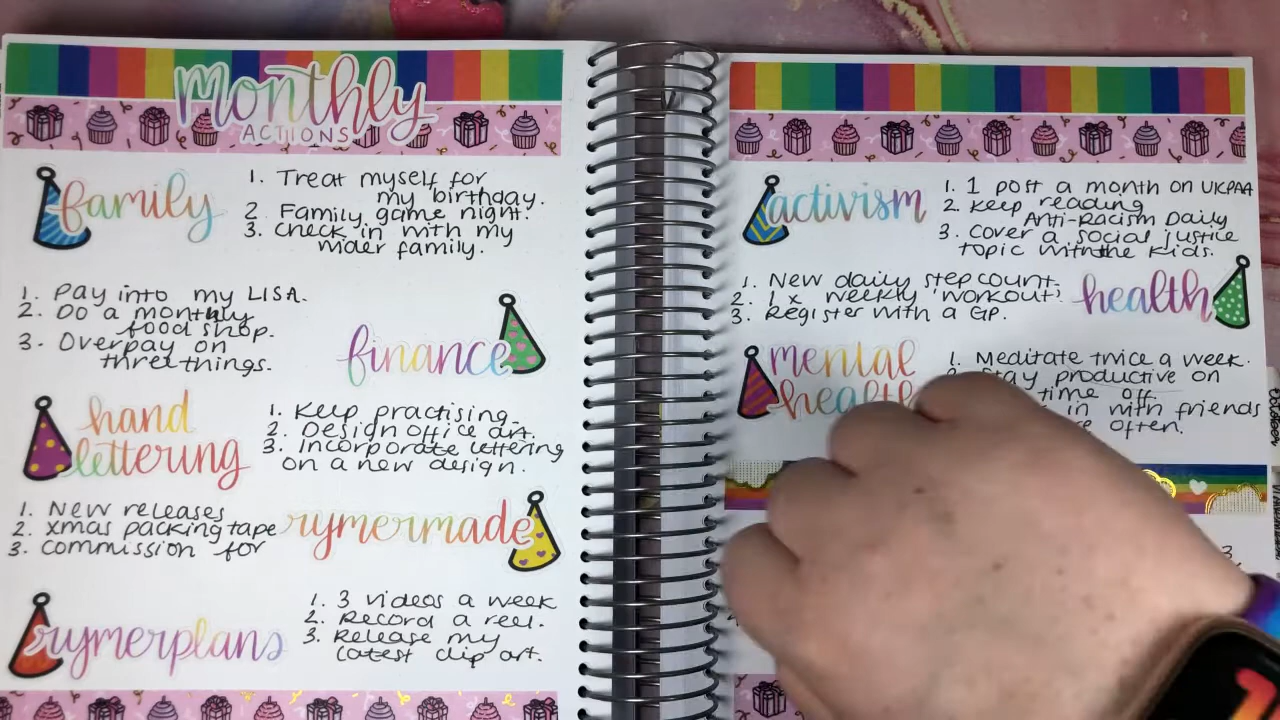 monthly
ACTIONS
family
1. Treat myself for
my birthday.
2. Family game night.
3. Check in with my
wider family.
1. Pay into my LISA.
2. Do a monthly
food shop.
3. Overpay on
three things.
finance
hand
lettering
1. Keep practising.
2. Design office art.
3. Incorporate lettering
on a new design.
1. New releases
2. xmas packing tape
3. commission for
rymermade
rymerplans
1. 3 videos a week
2. Record a reel.
3. Release my
latest clip art.
activism
1. 1 post a month on UKPAA
2. Keep reading
Anti-Racism Daily
3. Cover a social justice
topic with the kids.
1. New daily step count.
2. 1x weekly 'workout'
3. Register with a GP.
health
mental
health
1. Meditate twice a week.
Stay productive on
time off.
in with friends
often.
3